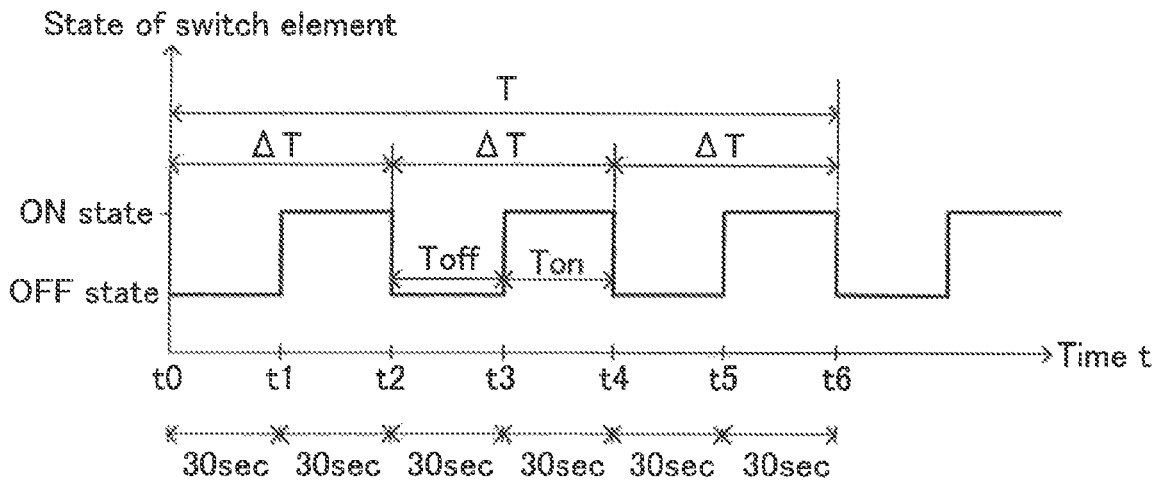 State of switch element
T
ΔT ΔT ΔT
ON state
Toff Ton
OFF state
Time t
t0 t1 t2 t3 t4 t5 t6
30sec 30sec 30sec 30sec 30sec 30sec